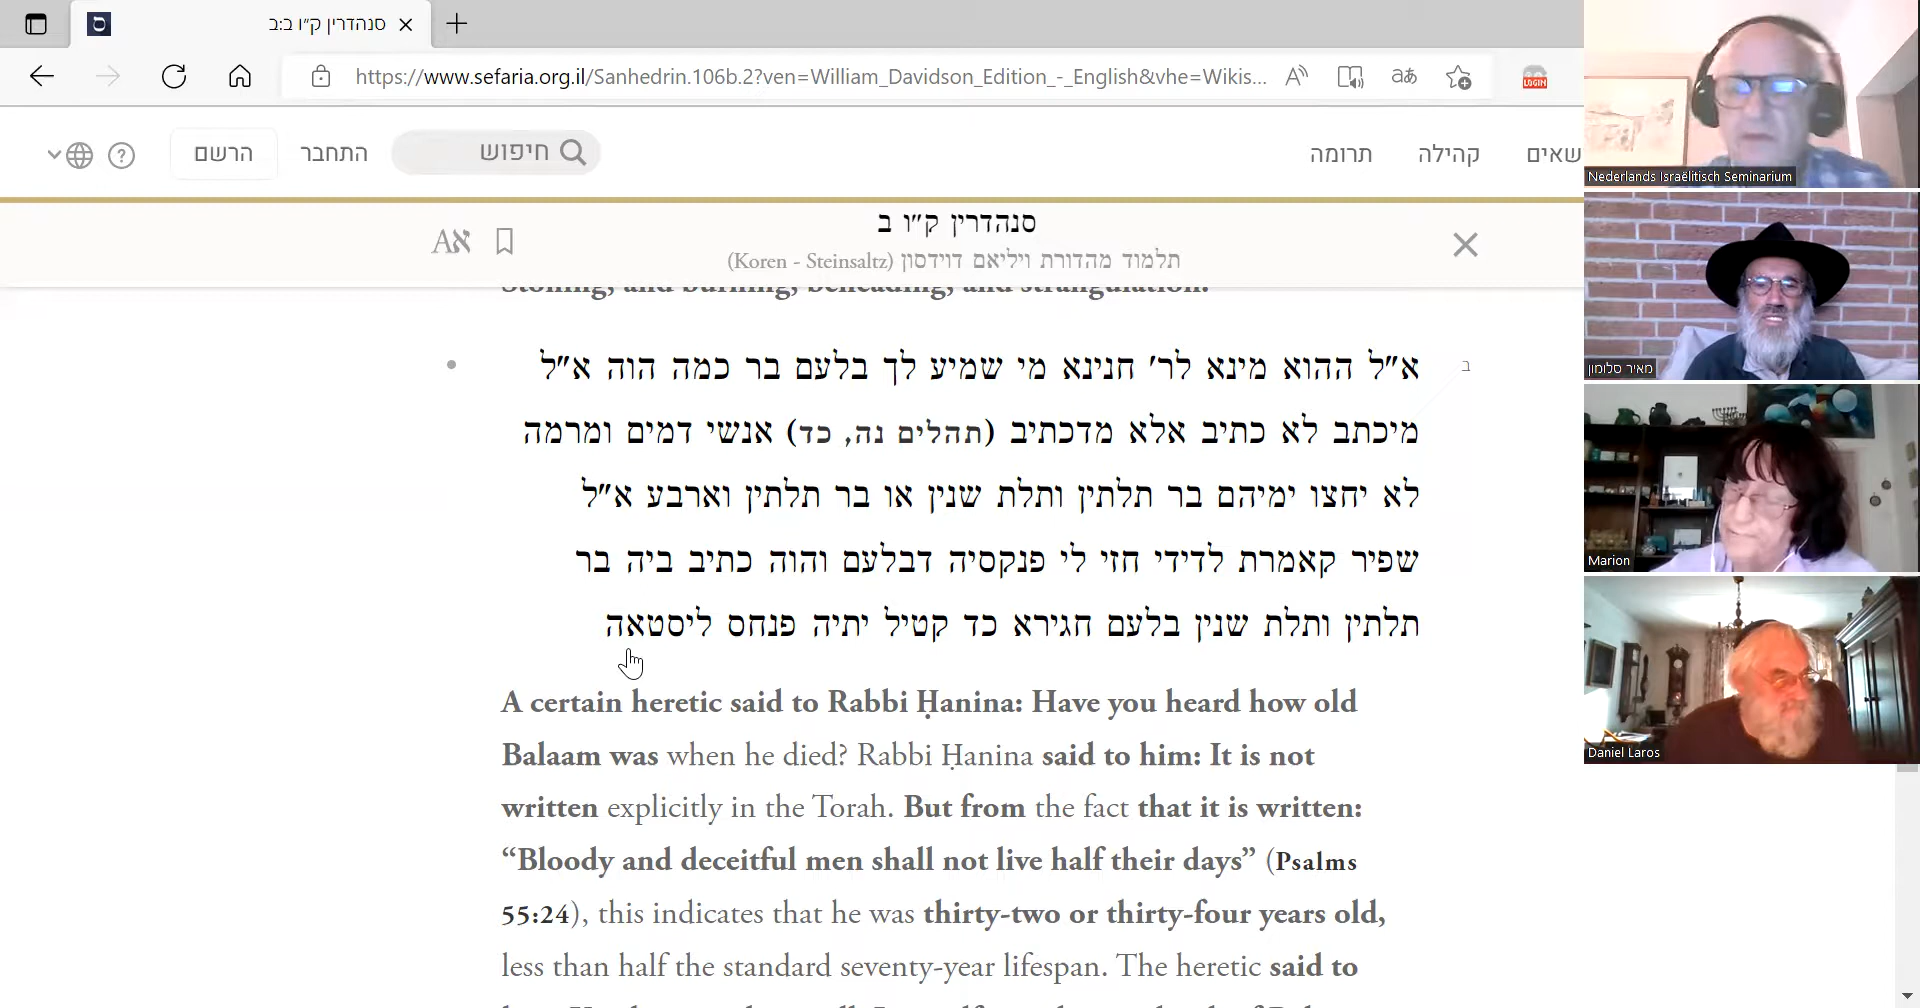 סנהדרין ק״ו ב:ב
https://www.sefaria.org.il/Sanhedrin.106b.2?ven=William_Davidson_Edition_-_English&vhe=Wikis...
LOGIN
הרשם
התחבר
חיפוש
תרומה
קהילה
סנהדרין ק״ו ב
תלמוד מהדורת ויליאם דוידסון (Koren - Steinsaltz)
Stoning, and burning, beheading, and strangulation.
א"ל ההוא מינא לר' חנינא מי שמיע לך בלעם בר כמה הוה א"ל
מיכתב לא כתיב אלא מדכתיב (תהלים נה, כד) אנשי דמים ומרמה
לא יחצו ימיהם בר תלתין ותלת שנין או בר תלתין וארבע א"ל
שפיר קאמרת לדידי חזי לי פנקסיה דבלעם והוה כתיב ביה בר
תלתין ותלת שנין בלעם חגירא כד קטיל יתיה פנחס ליסטאה
ב
A certain heretic said to Rabbi Ḥanina: Have you heard how old
Balaam was when he died? Rabbi Ḥanina said to him: It is not
written explicitly in the Torah. But from the fact that it is written:
“Bloody and deceitful men shall not live half their days” (Psalms
55:24), this indicates that he was thirty-two or thirty-four years old,
less than half the standard seventy-year lifespan. The heretic said to
Nederlands Israëlitisch Seminarium
מאיר סלומון
Marion
Daniel Laros